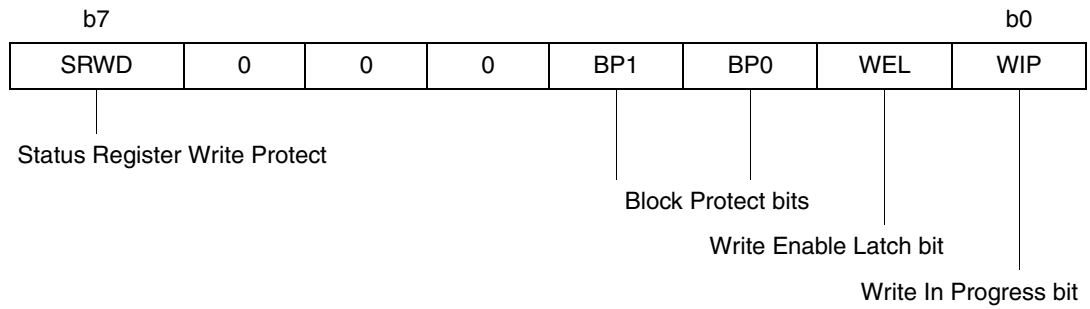 b7 b0
SRWD 0 0 0 BP1 BP0 WEL WIP
Status Register Write Protect
Block Protect bits
Write Enable Latch bit
Write In Progress bit